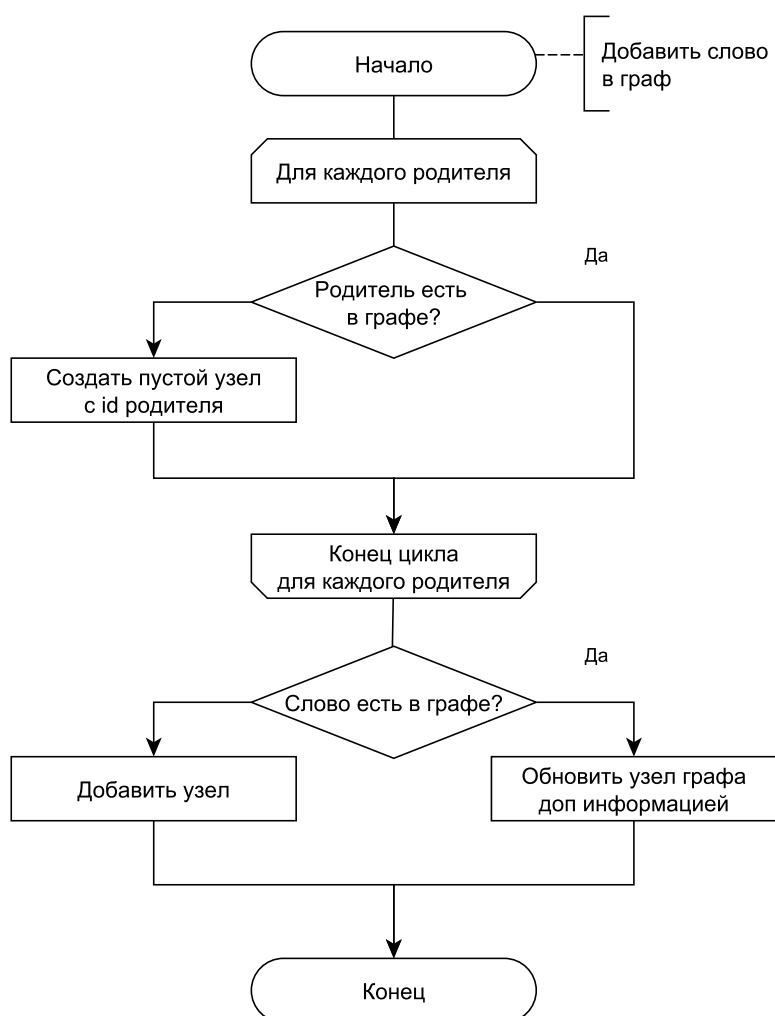 Начало
Добавить слово
в граф
Для каждого родителя
Да
Родитель есть
в графе?
Создать пустой узел
с id родителя
Конец цикла
для каждого родителя
Да
Слово есть в графе?
Добавить узел
Обновить узел графа
доп информацией
Конец